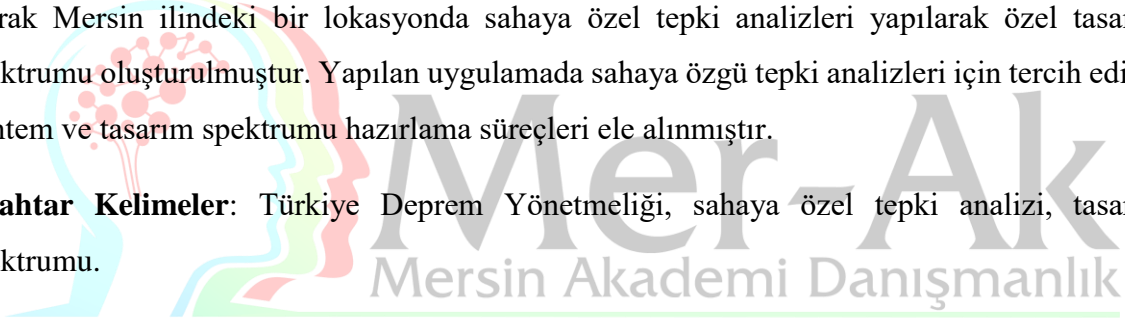 rak Mersin ilindeki bir lokasyonda sahaya özel tepki analizleri yapılarak özel tasar
ktrumu oluşturulmuştur. Yapılan uygulamada sahaya özgü tepki analizleri için tercih edi
ntem ve tasarım spektrumu hazırlama süreçleri ele alınmıştır.
ahtar Kelimeler: Türkiye Deprem Yönetmeliği, sahaya özel tepki analizi, tasar
ktrumu.
Mer-Ak
Mersin Akademi Danışmanlık